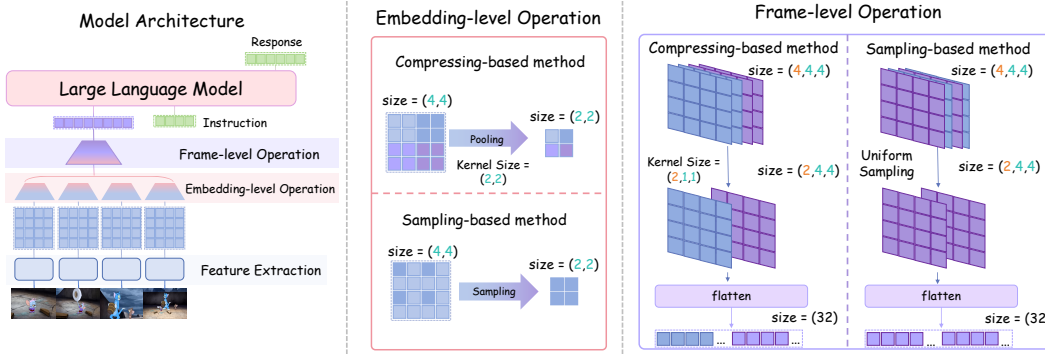 Model Architecture
Response
Large Language Model
Instruction
Frame-level Operation
Embedding-level Operation
Feature Extraction
Embedding-level Operation
Compressing-based method
size = (4,4)
size = (2,2)
Pooling
Kernel Size =
(2,2)
Sampling-based method
size = (4,4)
size = (2,2)
Sampling
Frame-level Operation
Compressing-based method
size = (4,4,4)
Kernel Size =
(2,1,1)
size = (2,4,4)
flatten
size = (32)
...
...
Sampling-based method
size = (4,4,4)
Uniform
Sampling
size = (2,4,4)
flatten
size = (32
...
...